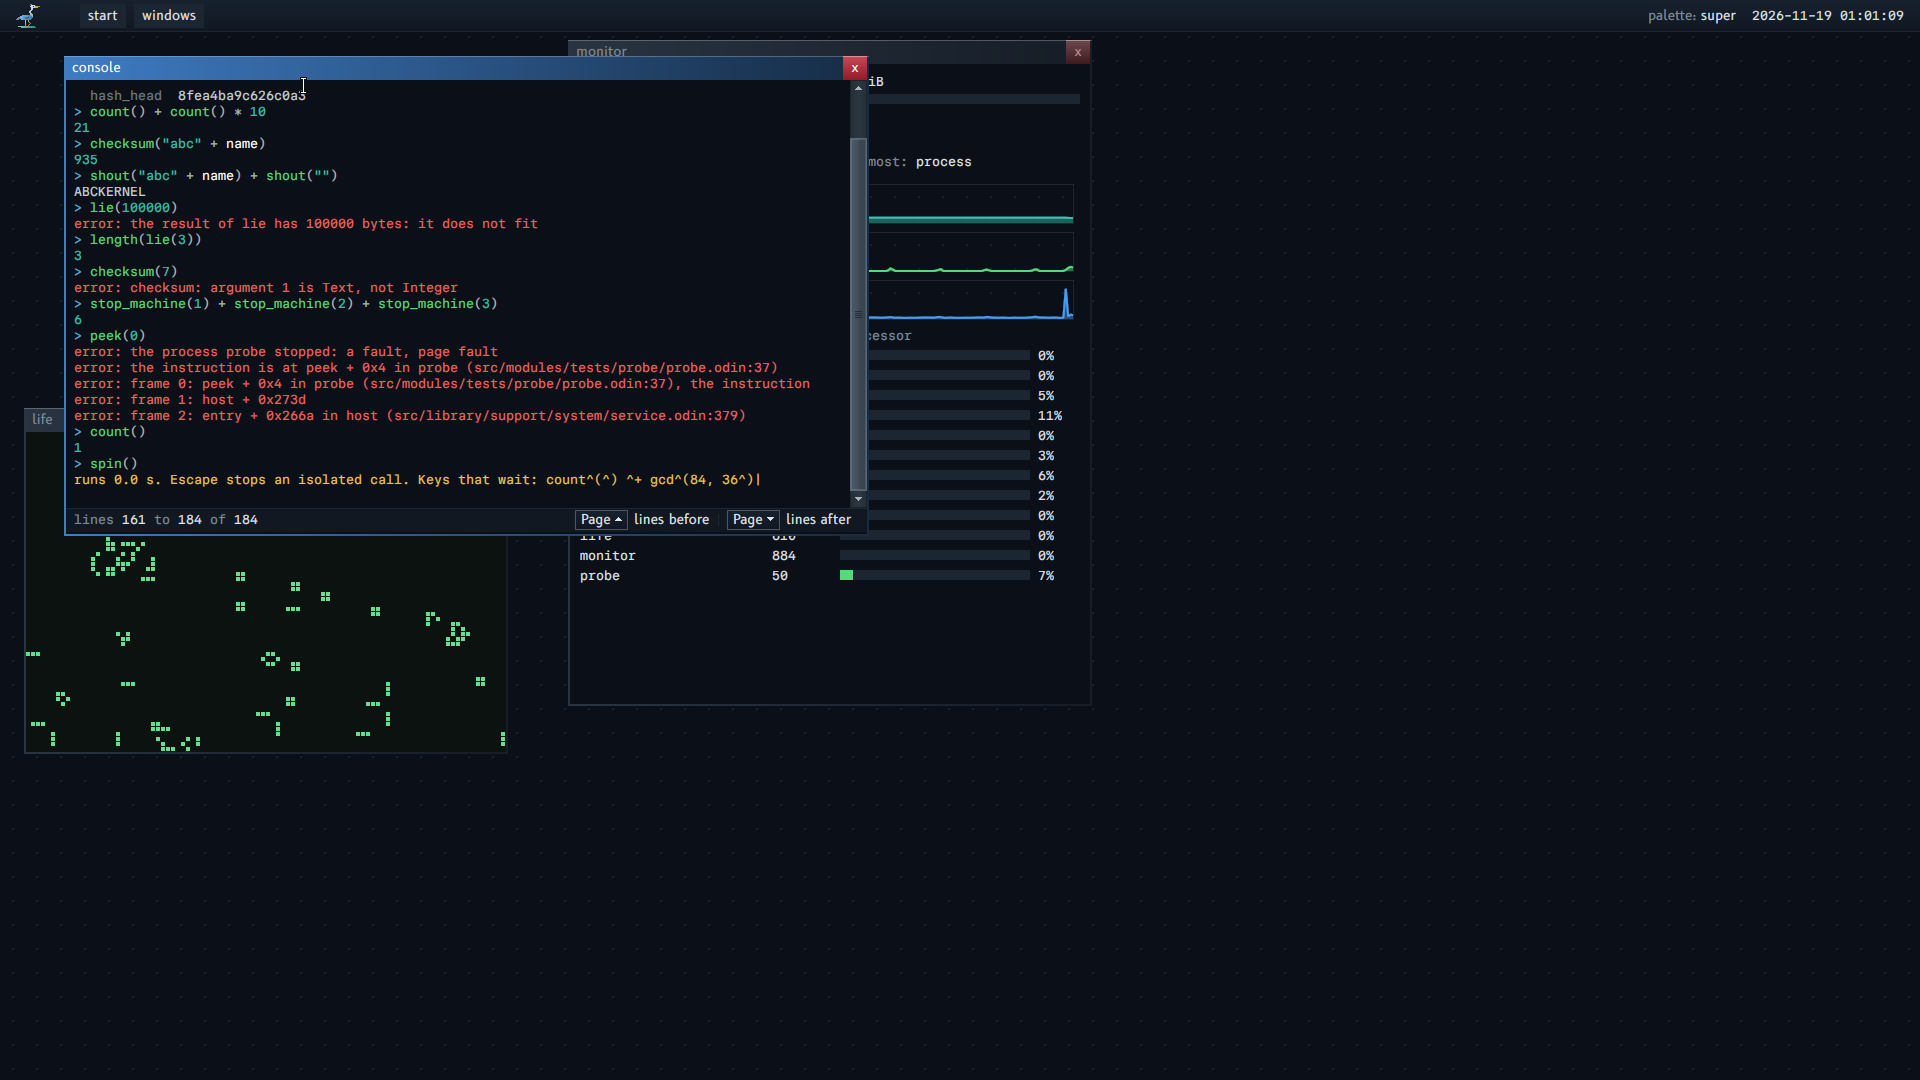 start windows palette: super 2026-11-19 01:01:09
monitor x
console x
hash_head 8fea4ba9c626c0a3
> count() + count() * 10
21
> checksum("abc" + name)
935
> shout("abc" + name) + shout("")
ABCKERNEL
> lie(100000)
error: the result of lie has 100000 bytes: it does not fit
> length(lie(3))
3
> checksum(7)
error: checksum: argument 1 is Text, not Integer
> stop_machine(1) + stop_machine(2) + stop_machine(3)
6
> peek(0)
error: the process probe stopped: a fault, page fault
error: the instruction is at peek + 0x4 in probe (src/modules/tests/probe/probe.odin:37)
error: frame 0: peek + 0x4 in probe (src/modules/tests/probe/probe.odin:37), the instruction
error: frame 1: host + 0x273d
error: frame 2: entry + 0x266a in host (src/library/support/system/service.odin:379)
> count()
1
> spin()
runs 0.0 s. Escape stops an isolated call. Keys that wait: count^(^) ^+ gcd^(84, 36^)|
lines 161 to 184 of 184 Page lines before Page lines after
iB
most: process
cessor
0%
0%
5%
11%
0%
3%
6%
2%
0%
life 610 0%
monitor 884 0%
probe 50 7%
life